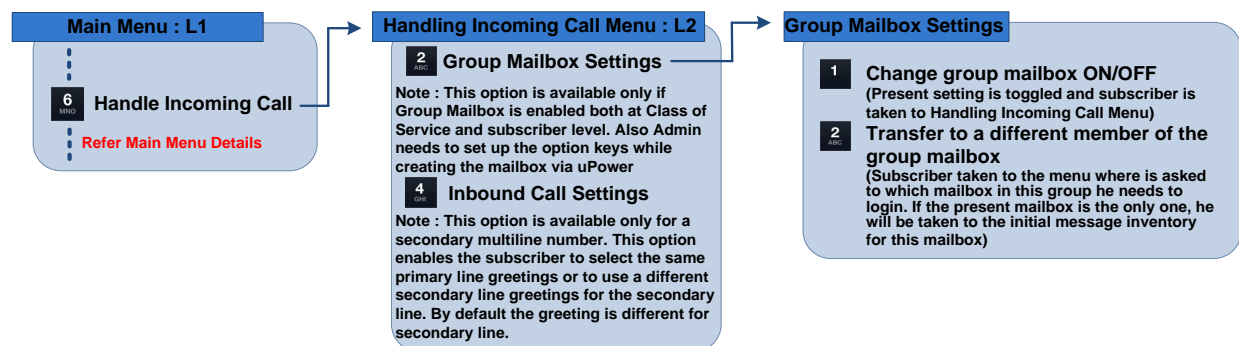 Main Menu : L1
6
MNO
Handle Incoming Call
Refer Main Menu Details
Handling Incoming Call Menu : L2
2
ABC
Group Mailbox Settings
Note : This option is available only if
Group Mailbox is enabled both at Class of
Service and subscriber level. Also Admin
needs to set up the option keys while
creating the mailbox via uPower
4
GHI
Inbound Call Settings
Note : This option is available only for a
secondary multiline number. This option
enables the subscriber to select the same
primary line greetings or to use a different
secondary line greetings for the secondary
line. By default the greeting is different for
secondary line.
Group Mailbox Settings
1
Change group mailbox ON/OFF
(Present setting is toggled and subscriber is
taken to Handling Incoming Call Menu)
2
ABC
Transfer to a different member of the
group mailbox
(Subscriber taken to the menu where is asked
to which mailbox in this group he needs to
login. If the present mailbox is the only one, he
will be taken to the initial message inventory
for this mailbox)